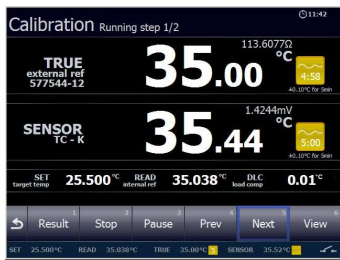 11:42
Calibration Running step 1/2
113.6077Ω
TRUE
external ref
577544-12
35.00 °C
4:58
±0.10°C for 5min
1.4244mV
SENSOR
TC - K
35.44 °C
5:00
±0.10°C for 5min
SET target temp 25.500 °C READ internal ref 35.038 °C DLC load comp 0.01 °C
1 Result 2 Stop 3 Pause 4 Prev 5 Next 6 View
SET 25.500°C READ 35.038°C TRUE 35.00°C S SENSOR 35.52°C